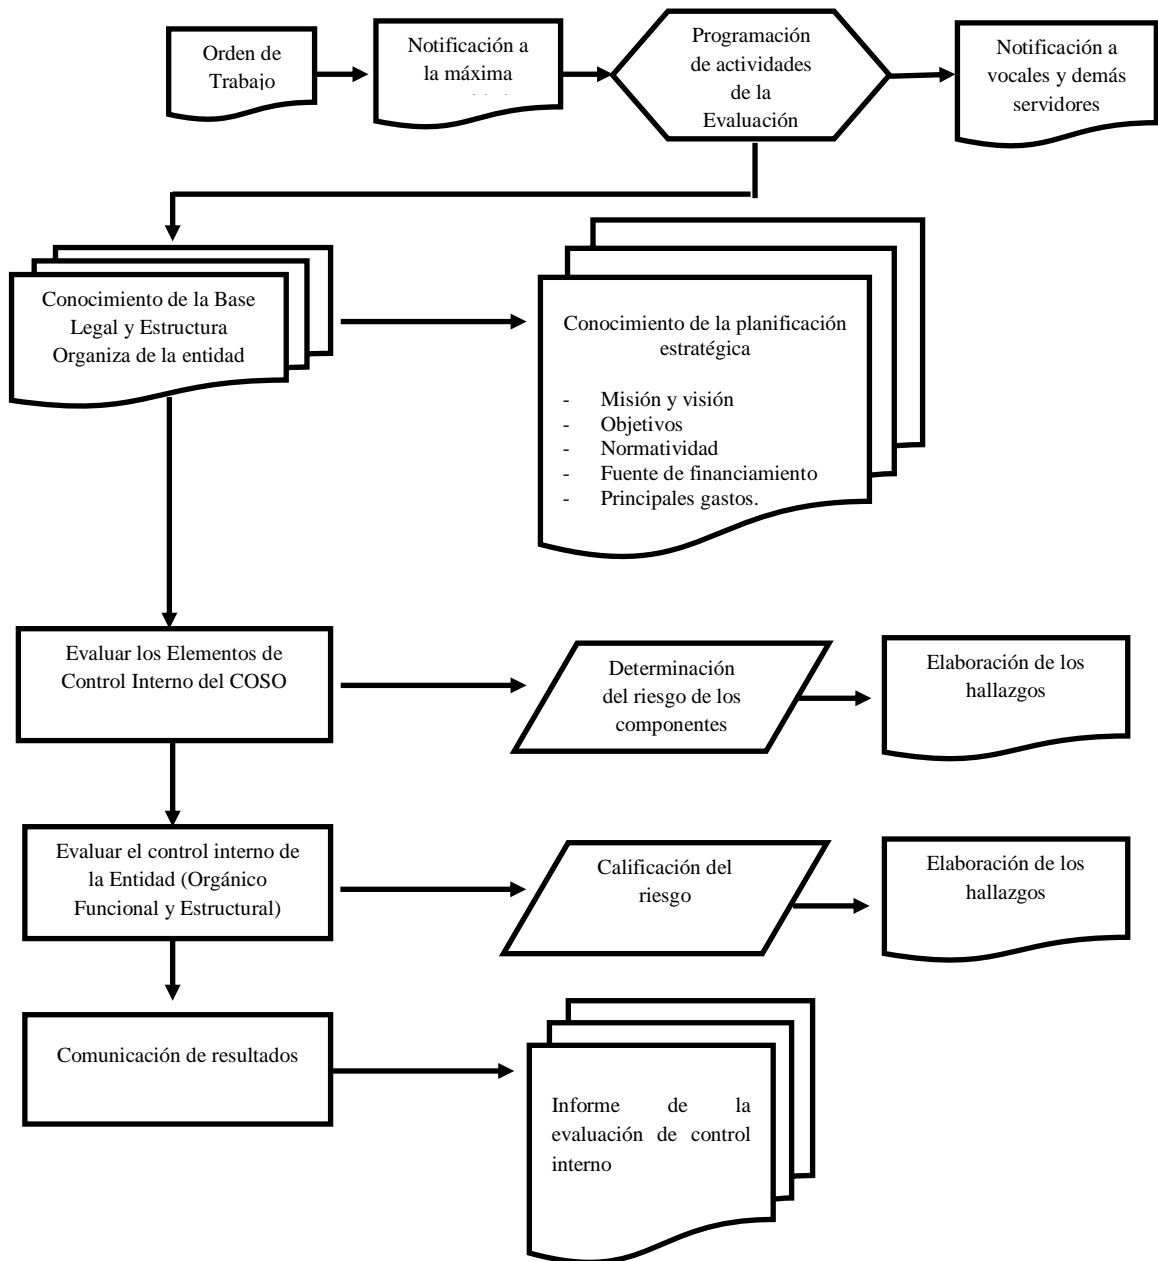 Orden de
Trabajo
Notificación a
la máxima
Programación
de actividades
de la
Evaluación
Notificación a
vocales y demás
servidores
Conocimiento de la Base
Legal y Estructura
Organiza de la entidad
Conocimiento de la planificación
estratégica
- Misión y visión
- Objetivos
- Normatividad
- Fuente de financiamiento
- Principales gastos.
Evaluar los Elementos de
Control Interno del COSO
Determinación
del riesgo de los
componentes
Elaboración de los
hallazgos
Evaluar el control interno de
la Entidad (Orgánico
Funcional y Estructural)
Calificación del
riesgo
Elaboración de los
hallazgos
Comunicación de resultados
Informe de la
evaluación de control
interno